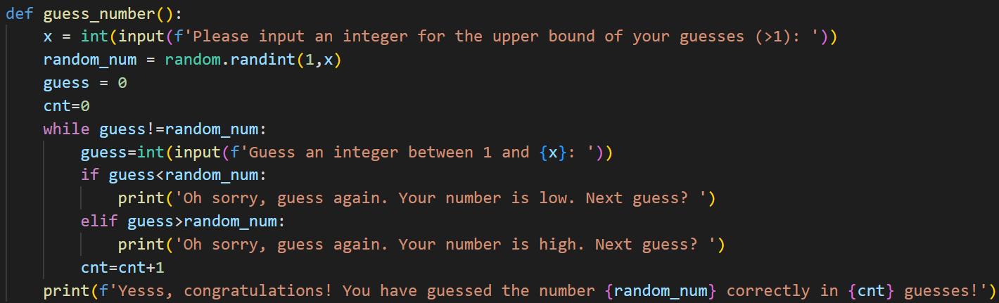 def guess_number():
    x = int(input(f'Please input an integer for the upper bound of your guesses (>1): '))
    random_num = random.randint(1,x)
    guess = 0
    cnt=0
    while guess!=random_num:
        guess=int(input(f'Guess an integer between 1 and {x}: '))
        if guess<random_num:
            print('Oh sorry, guess again. Your number is low. Next guess? ')
        elif guess>random_num:
            print('Oh sorry, guess again. Your number is high. Next guess? ')
        cnt=cnt+1
    print(f'Yesss, congratulations! You have guessed the number {random_num} correctly in {cnt} guesses!')